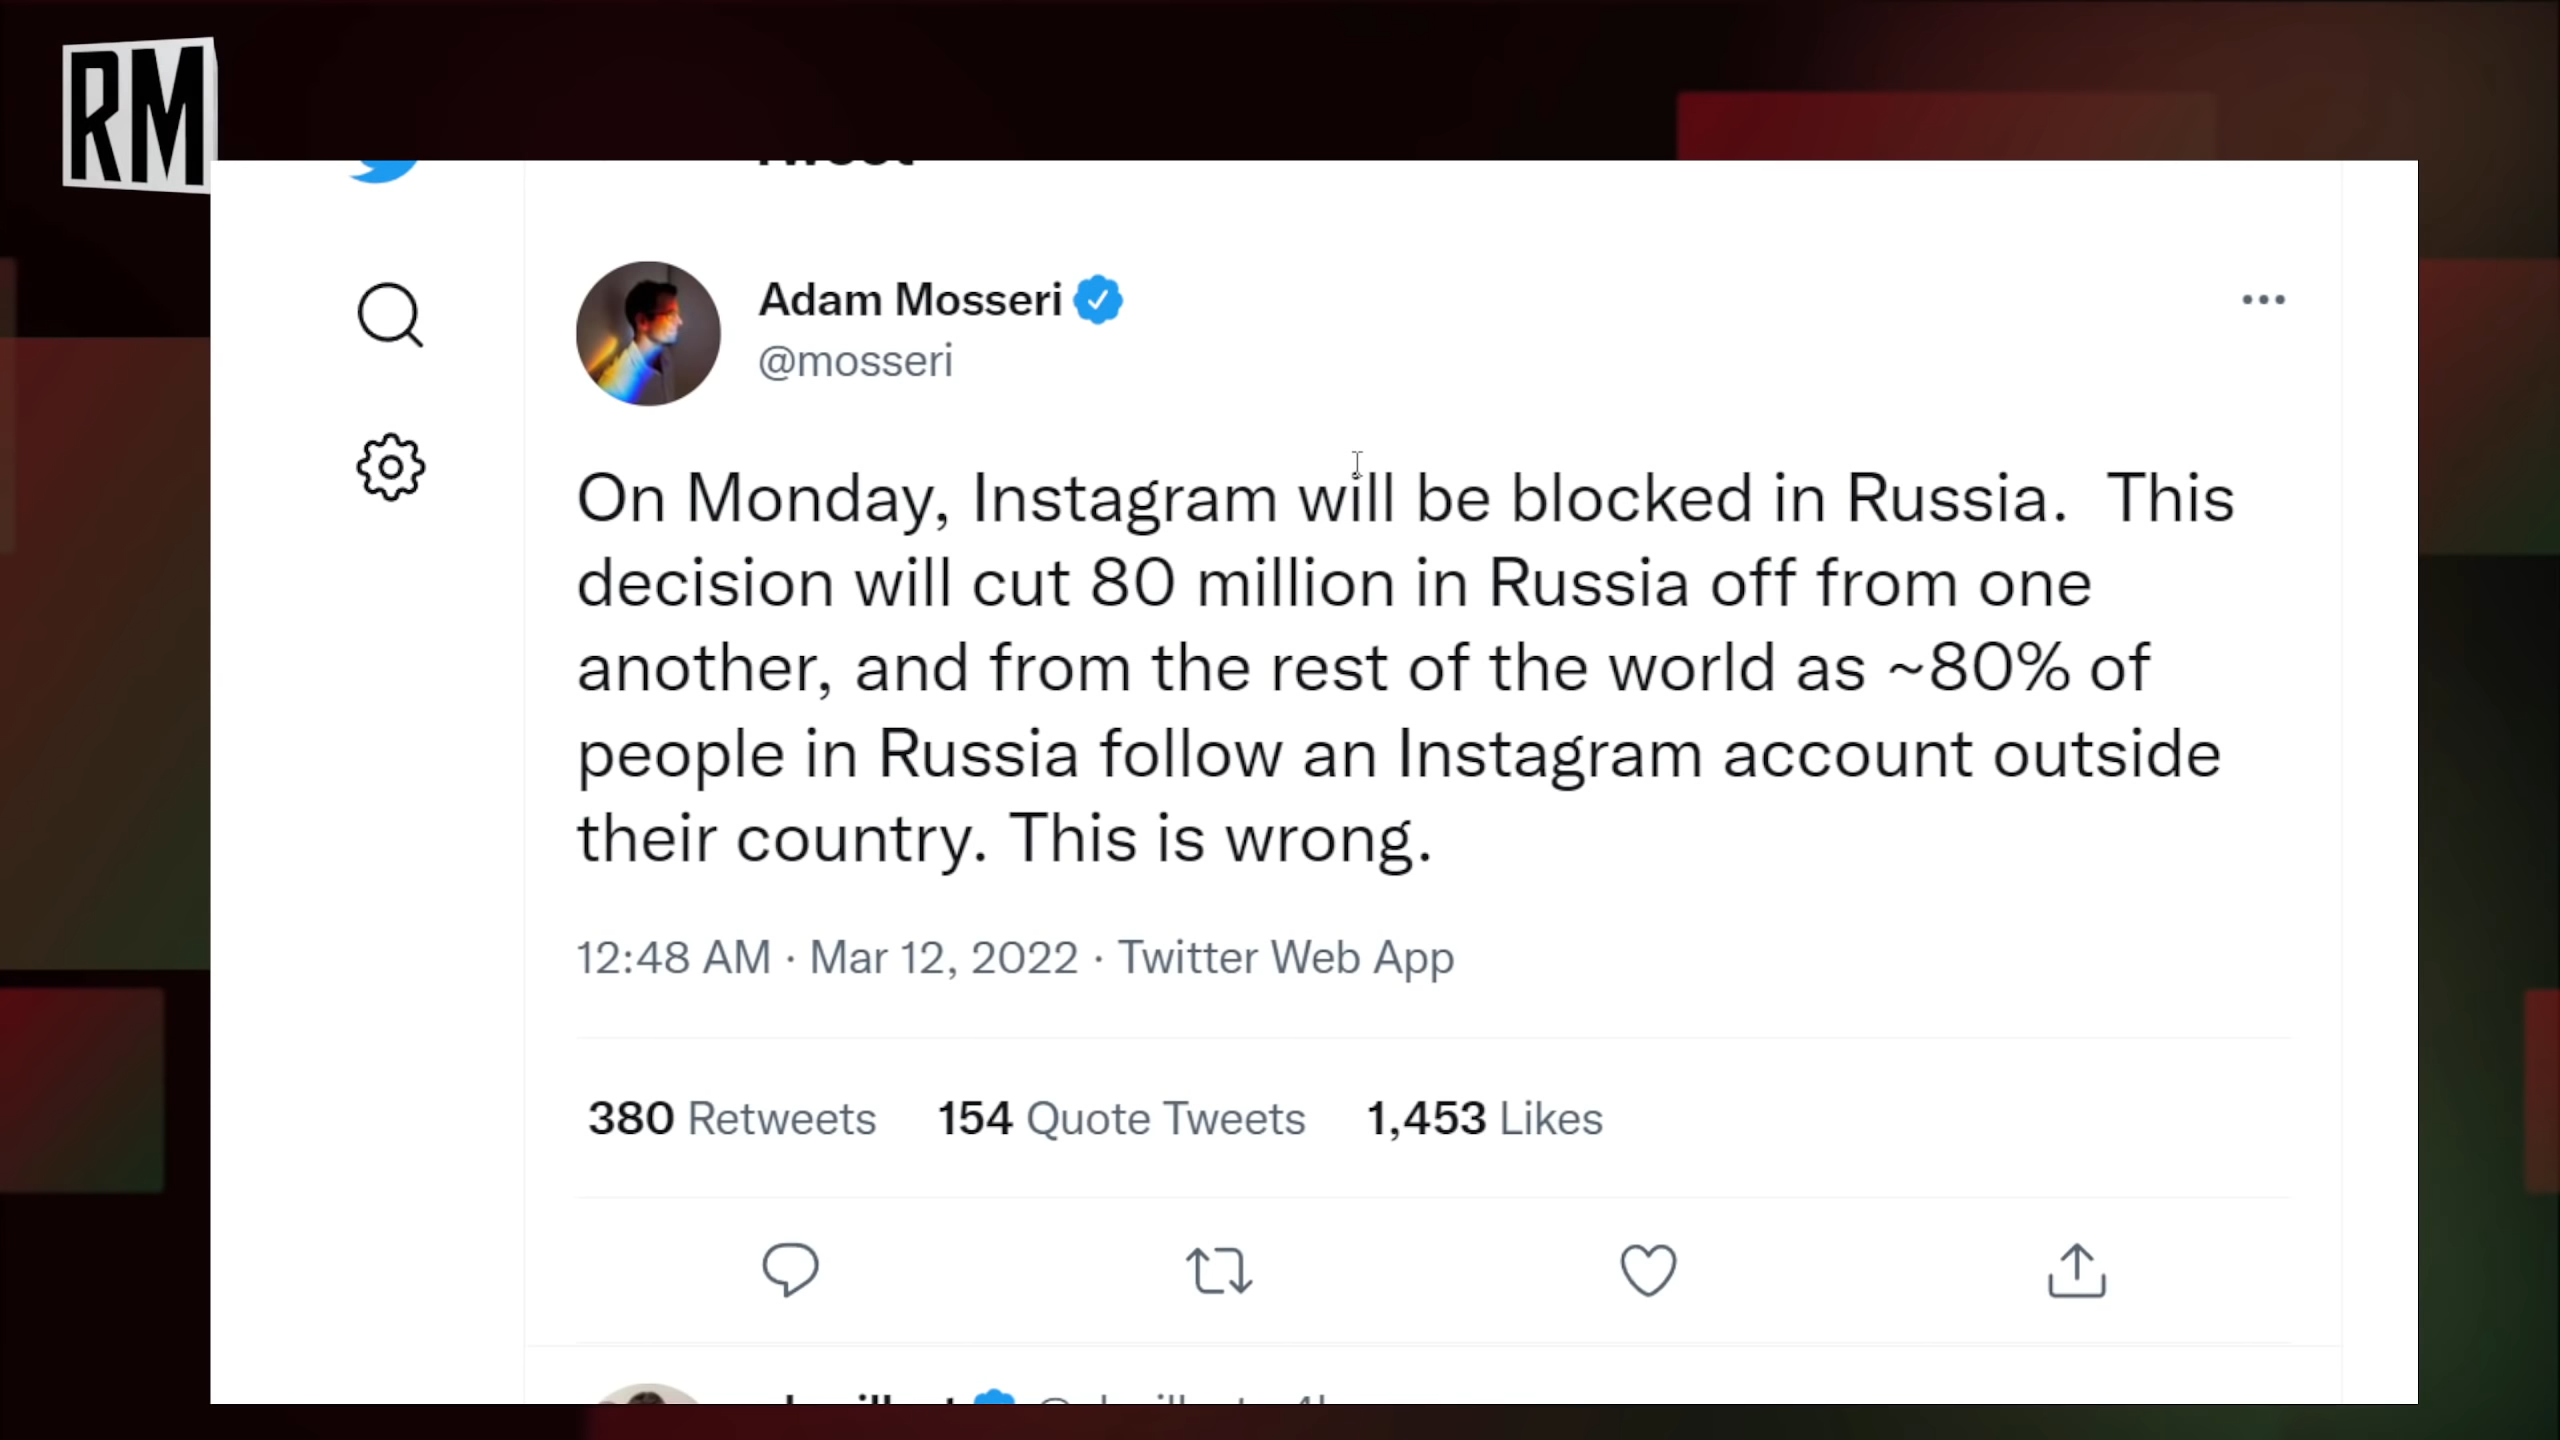 RM
Tweet
Adam Mosseri
@mosseri
On Monday, Instagram will be blocked in Russia.  This
decision will cut 80 million in Russia off from one
another, and from the rest of the world as ~80% of
people in Russia follow an Instagram account outside
their country. This is wrong.
12:48 AM · Mar 12, 2022 · Twitter Web App
380 Retweets 154 Quote Tweets 1,453 Likes